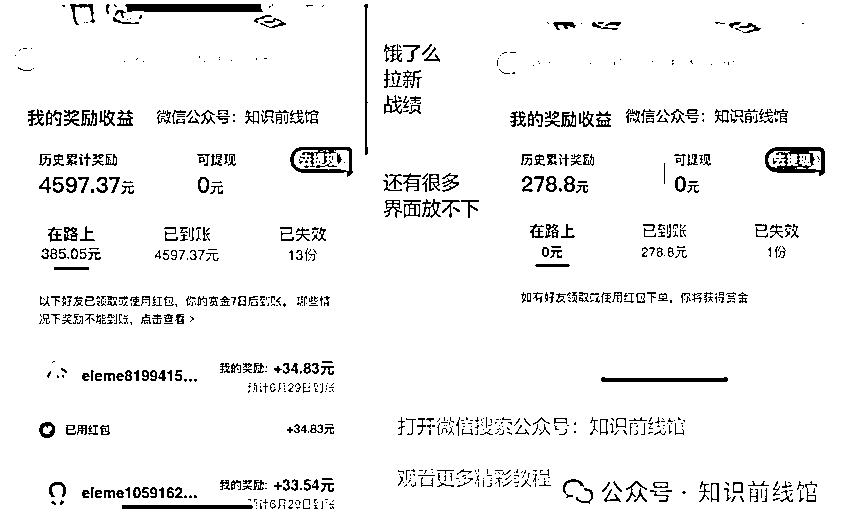 我的奖励收益 微信公众号：知识前线馆
历史累计奖励 可提现 去提现
4597.37元 0元
在路上 已到账 已失效
385.05元 4597.37元 13份
以下好友已领取或使用红包，你的赏金7日后到账。哪些情
况下奖励不能到账，点击查看 >
eleme8199415... 我的奖励: +34.83元
预计6月29日到账
已用红包 +34.83元
eleme1059162... 我的奖励: +33.54元
预计6月29日到账
饿了么
拉新
战绩
还有很多
界面放不下
我的奖励收益 微信公众号：知识前线馆
历史累计奖励 可提现 去提现
278.8元 0元
在路上 已到账 已失效
0元 278.8元 1份
如有好友领取或使用红包下单，你将获得赏金
打开微信搜索公众号：知识前线馆
观看更多精彩教程
公众号·知识前线馆